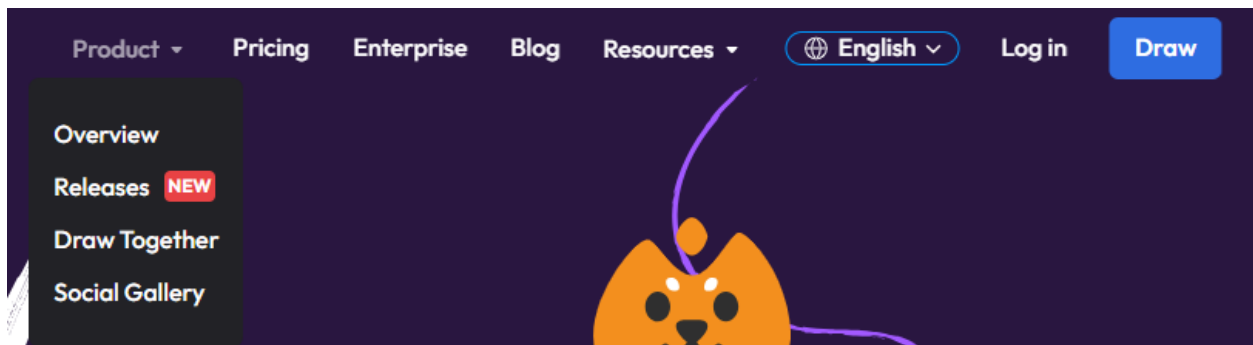 Product Pricing Enterprise Blog Resources English Log in Draw
Overview
Releases NEW
Draw Together
Social Gallery